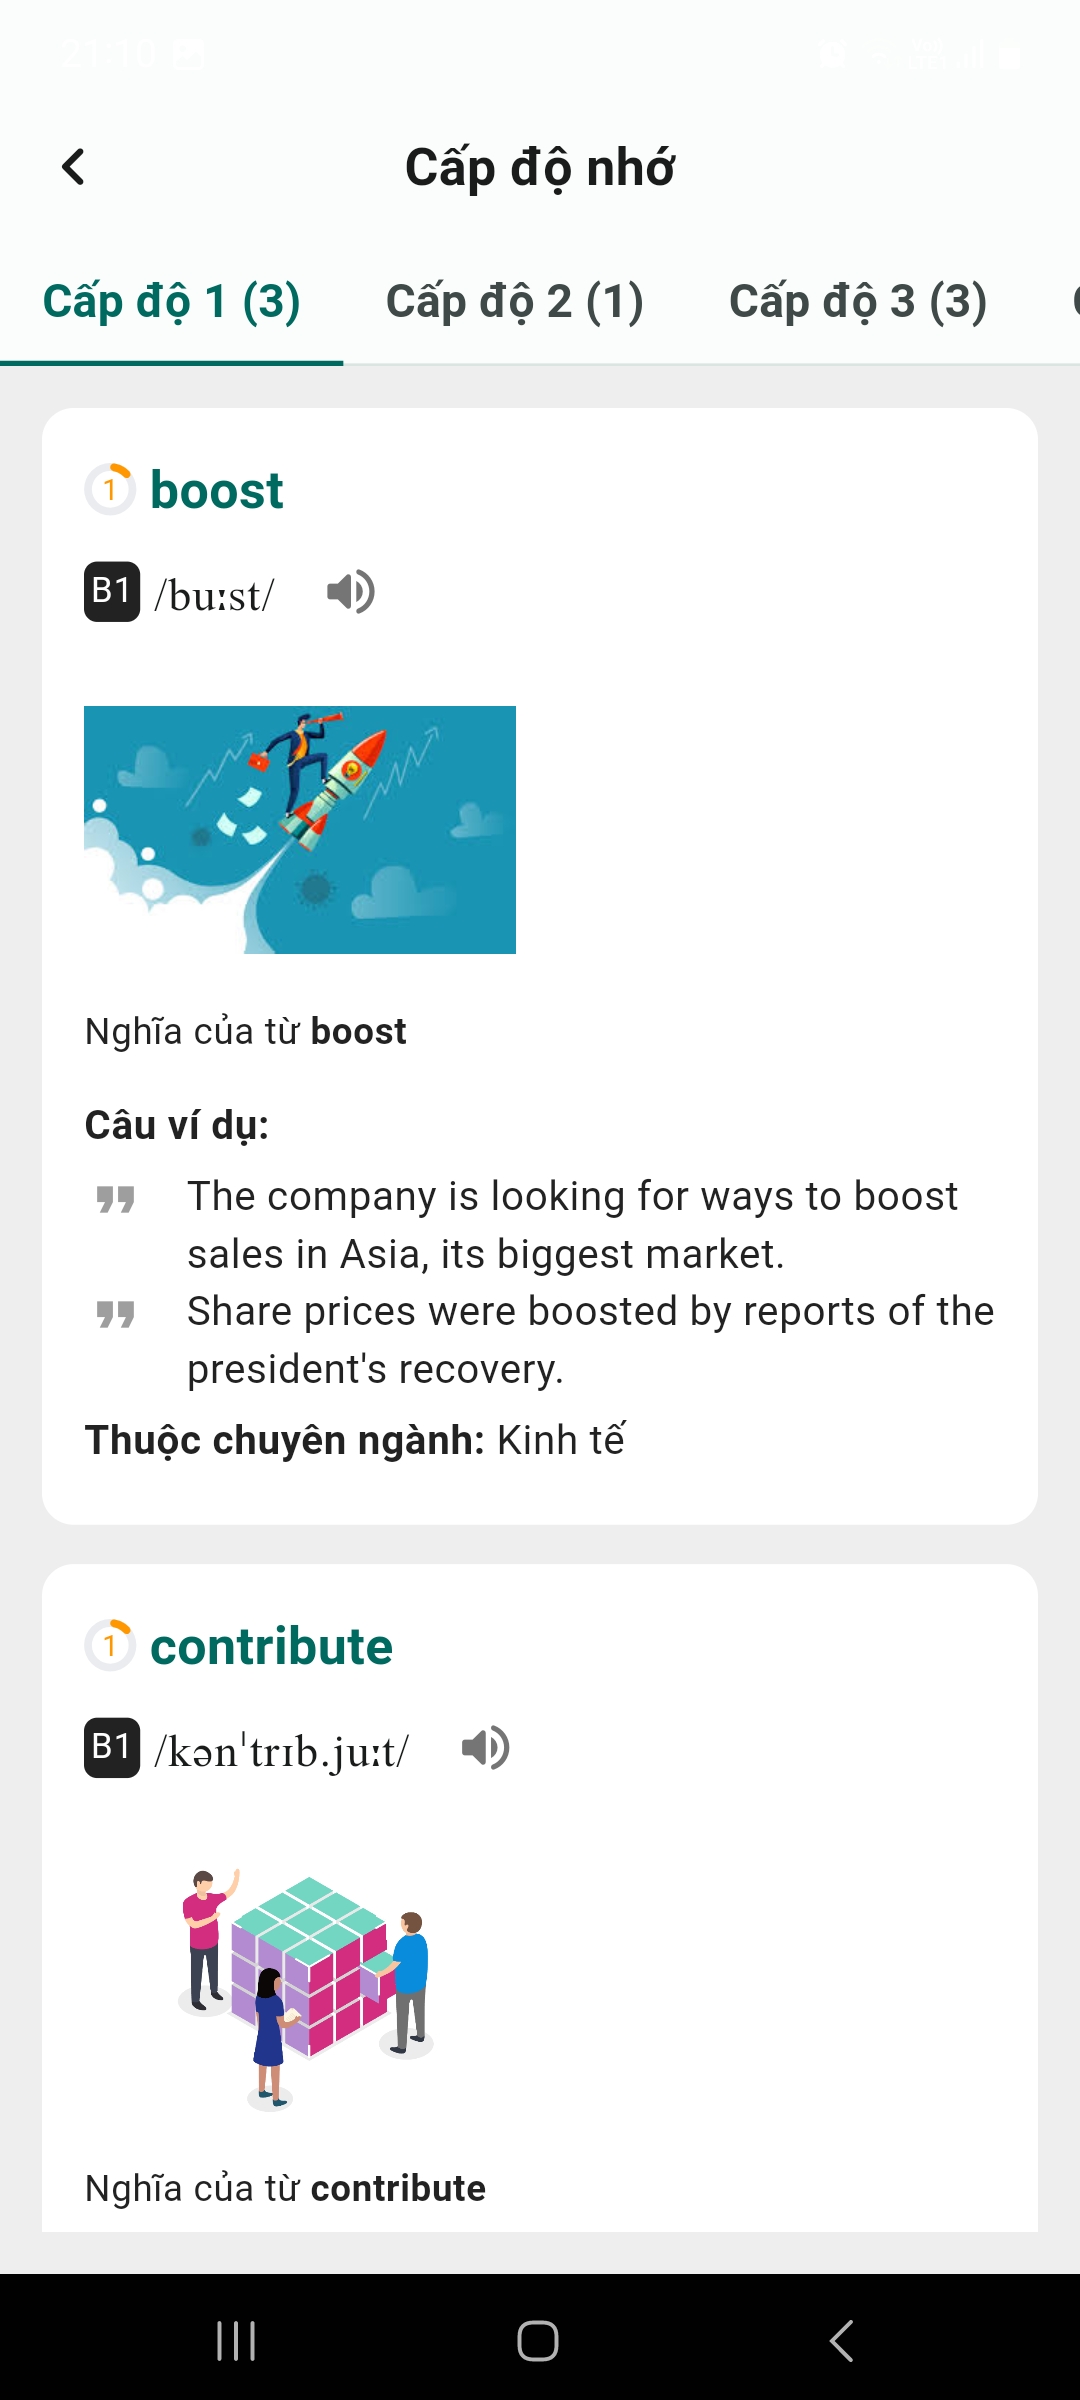 21:10
Cấp độ nhớ
Cấp độ 1 (3) Cấp độ 2 (1) Cấp độ 3 (3)
1 boost
B1 /buːst/
Nghĩa của từ boost
Câu ví dụ:
The company is looking for ways to boost
sales in Asia, its biggest market.
Share prices were boosted by reports of the
president's recovery.
Thuộc chuyên ngành: Kinh tế
1 contribute
B1 /kənˈtrɪb.juːt/
Nghĩa của từ contribute